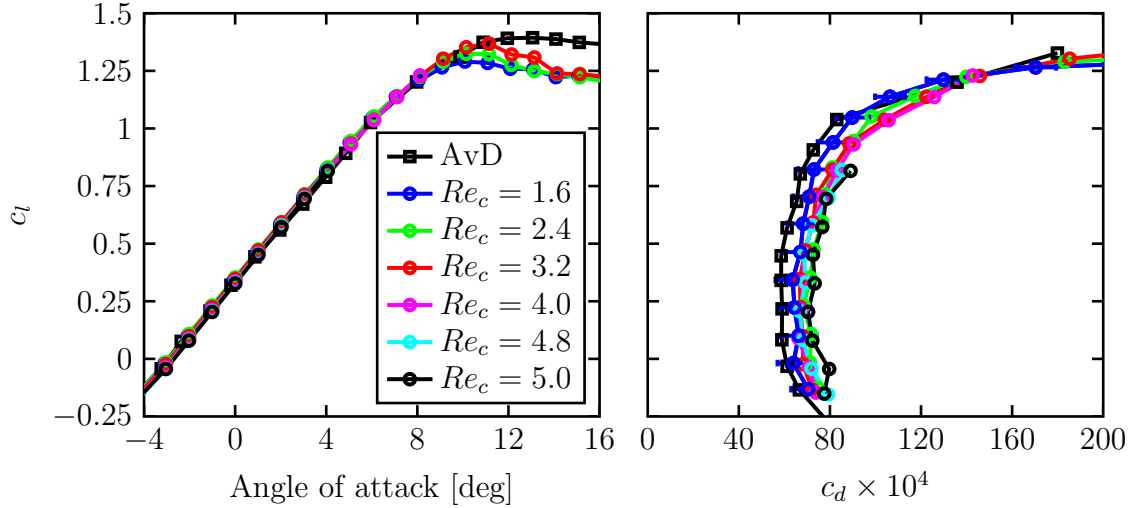 1.5
1.25
1
0.75
0.5
0.25
0
−0.25
c_l
−4
0
4
8
12
16
Angle of attack [deg]
AvD
Re_c = 1.6
Re_c = 2.4
Re_c = 3.2
Re_c = 4.0
Re_c = 4.8
Re_c = 5.0
0
40
80
120
160
200
c_d × 10^4